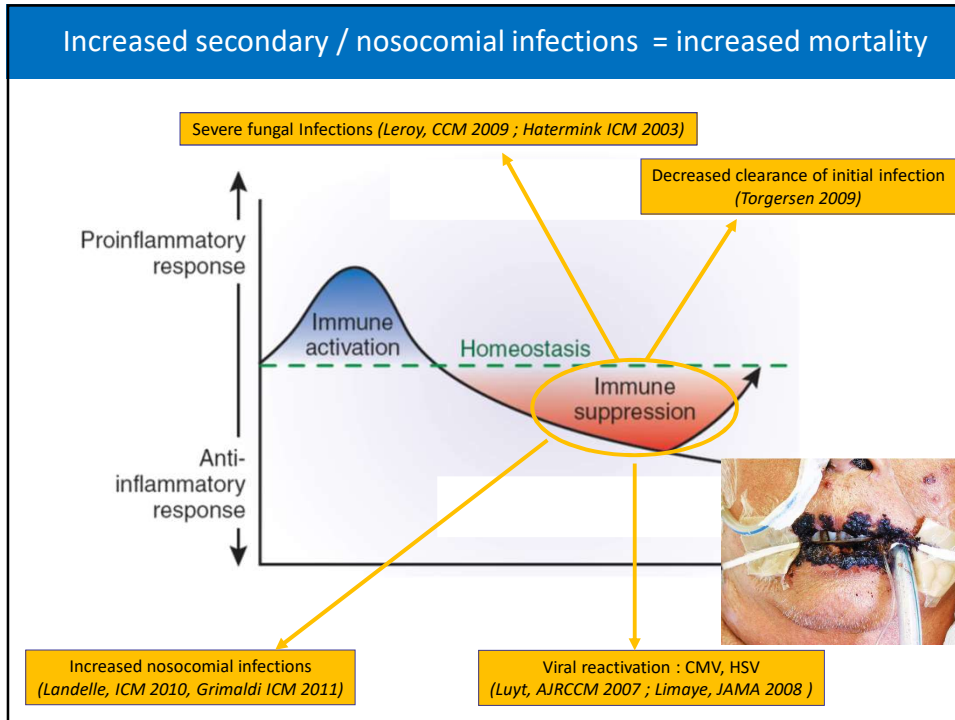 Increased secondary / nosocomial infections = increased mortality
Severe fungal Infections (Leroy, CCM 2009 ; Hatermink ICM 2003)
Decreased clearance of initial infection
(Torgersen 2009)
Proinflammatory
response
Immune
activation
Homeostasis
Immune
suppression
Anti-
inflammatory
response
Increased nosocomial infections
(Landelle, ICM 2010, Grimaldi ICM 2011)
Viral reactivation : CMV, HSV
(Luyt, AJRCCM 2007 ; Limaye, JAMA 2008 )